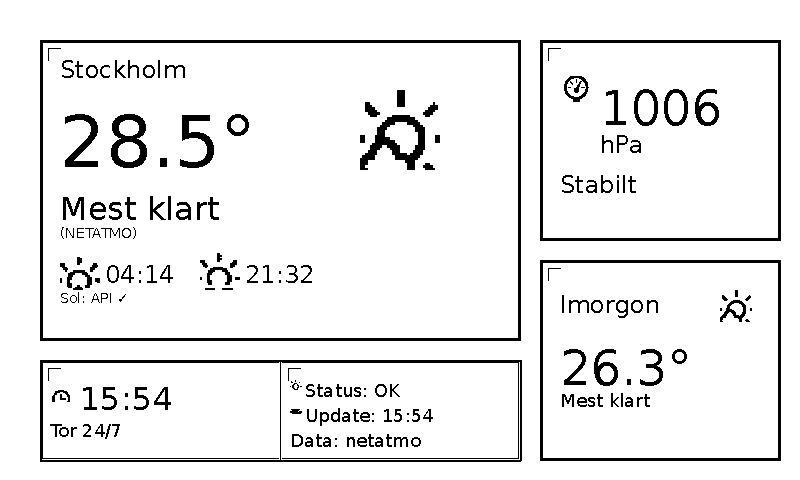 Stockholm
28.5°
Mest klart
(NETATMO)
04:14 21:32
Sol: API ✓
1006
hPa
Stabilt
Imorgon
26.3°
Mest klart
15:54
Tor 24/7
Status: OK
Update: 15:54
Data: netatmo